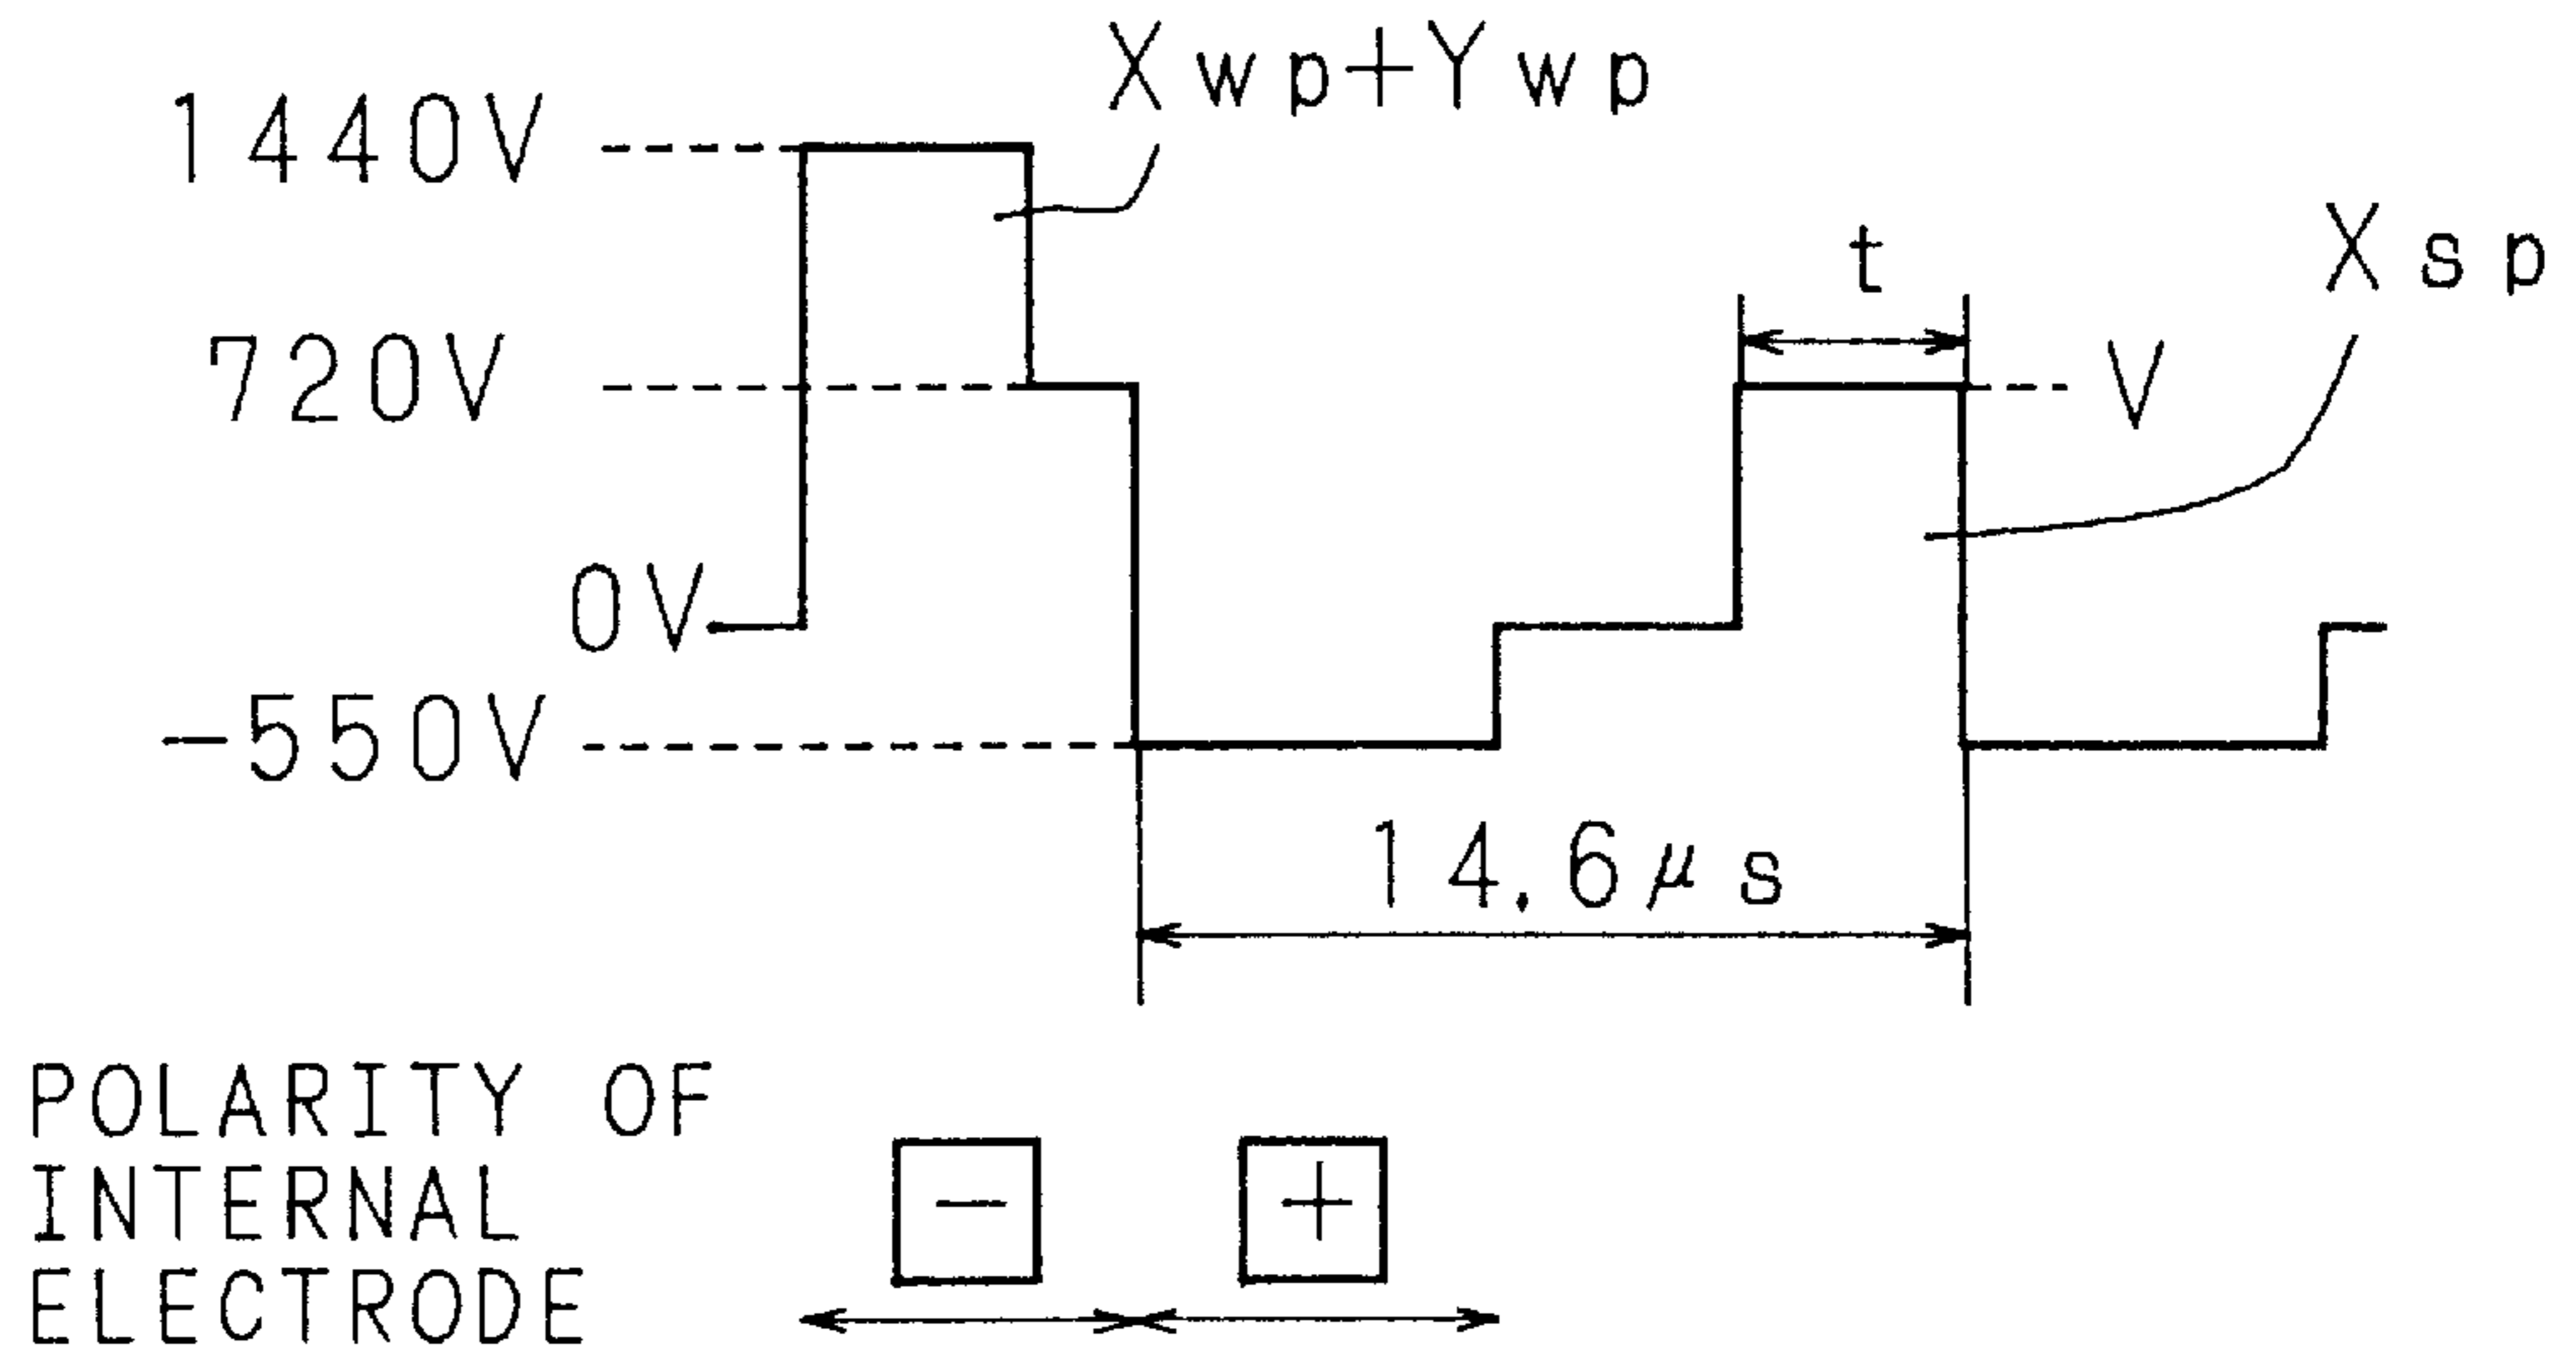 Xwp+Ywp
1440V
t
Xsp
720V
V
0V
-550V
14.6μs
POLARITY OF
INTERNAL
ELECTRODE
- +